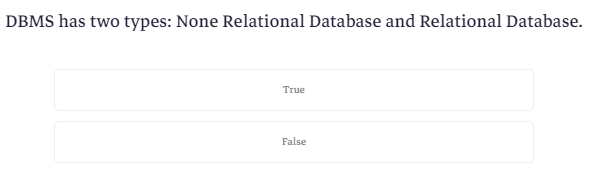 DBMS has two types: None Relational Database and Relational Database.
True
False